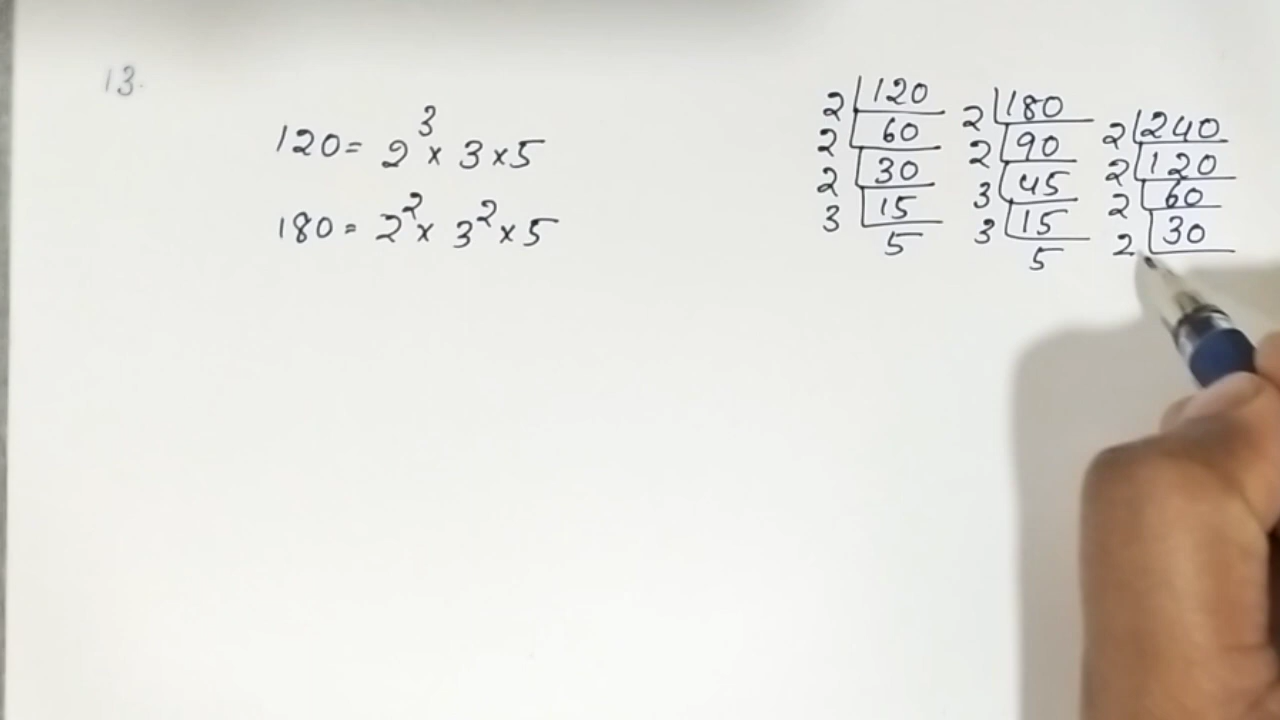 13.
120 = 2³ × 3 × 5
180 = 2² × 3² × 5
2 | 120
2 | 60
2 | 30
3 | 15
5
2 | 180
2 | 90
3 | 45
3 | 15
5
2 | 240
2 | 120
2 | 60
2 | 30